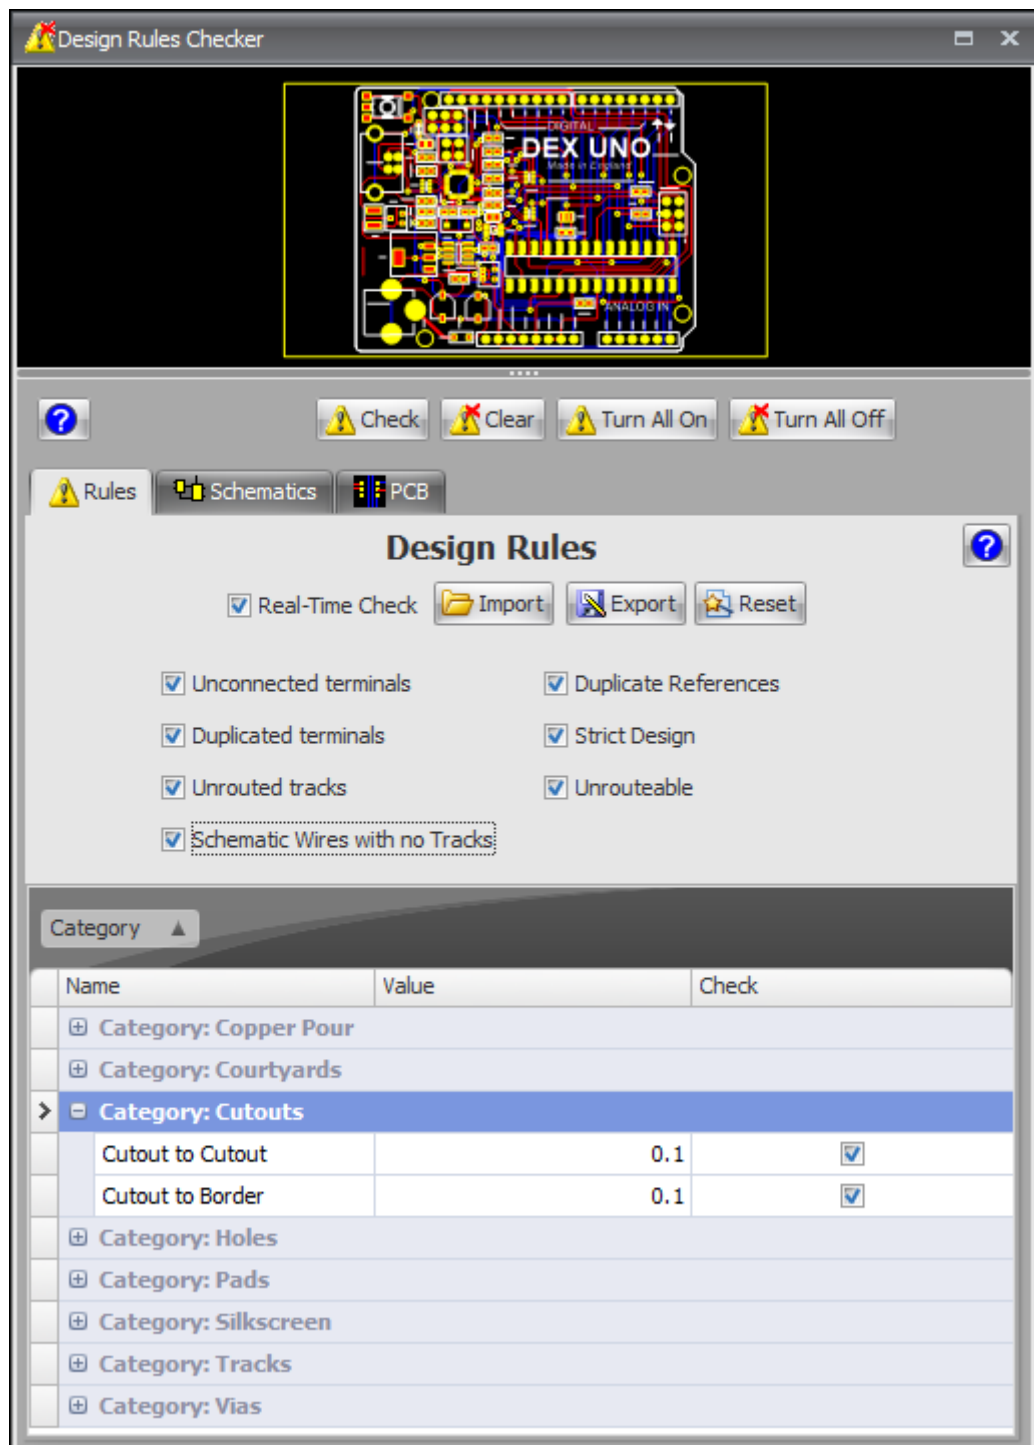 Design Rules Checker
DIGITAL
DEX UNO
Made in England
ANALOG IN
? Check Clear Turn All On Turn All Off
Rules Schematics PCB
Design Rules ?
Real-Time Check Import Export Reset
Unconnected terminals Duplicate References
Duplicated terminals Strict Design
Unrouted tracks Unrouteable
Schematic Wires with no Tracks
Category
Name Value Check
Category: Copper Pour
Category: Courtyards
Category: Cutouts
Cutout to Cutout 0.1
Cutout to Border 0.1
Category: Holes
Category: Pads
Category: Silkscreen
Category: Tracks
Category: Vias